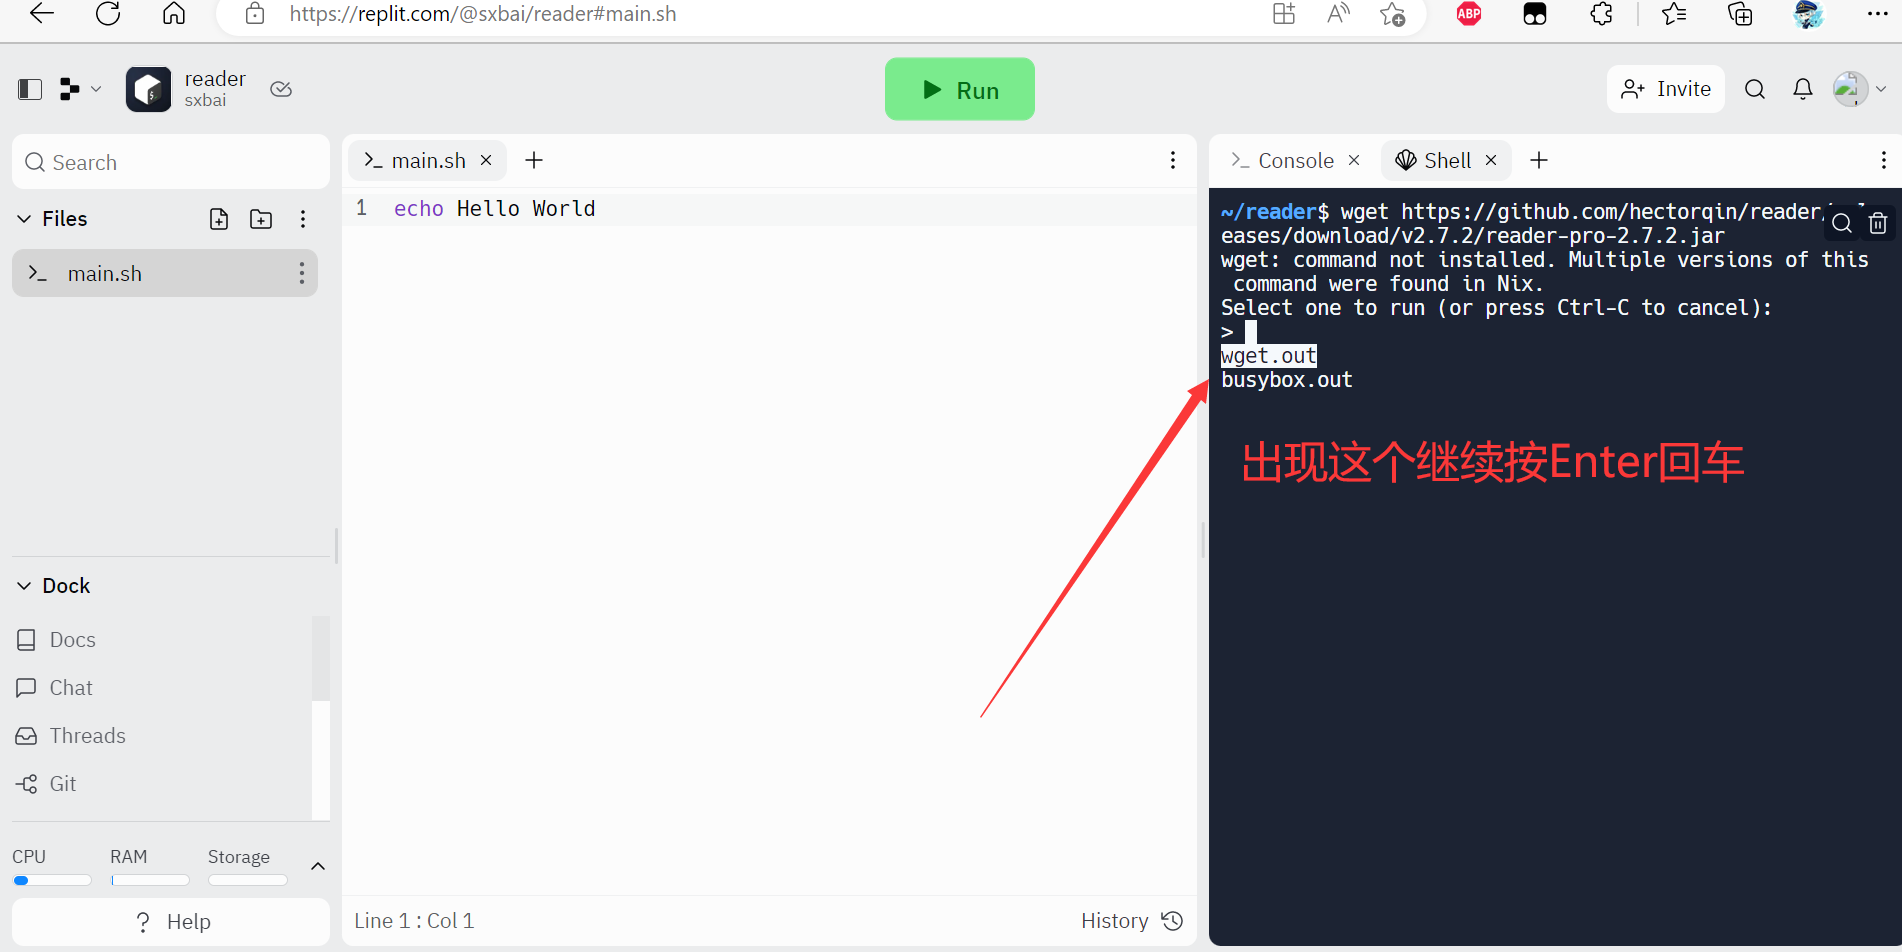 https://replit.com/@sxbai/reader#main.sh
ABP
reader
sxbai
Run
Invite
Search
Files
main.sh
Dock
Docs
Chat
Threads
Git
CPU
RAM
Storage
Help
main.sh
1 echo Hello World
Line 1 : Col 1
History
Console
Shell
~/reader$ wget https://github.com/hectorqin/reader/
eases/download/v2.7.2/reader-pro-2.7.2.jar
wget: command not installed. Multiple versions of this
command were found in Nix.
Select one to run (or press Ctrl-C to cancel):
>
wget.out
busybox.out
出现这个继续按Enter回车